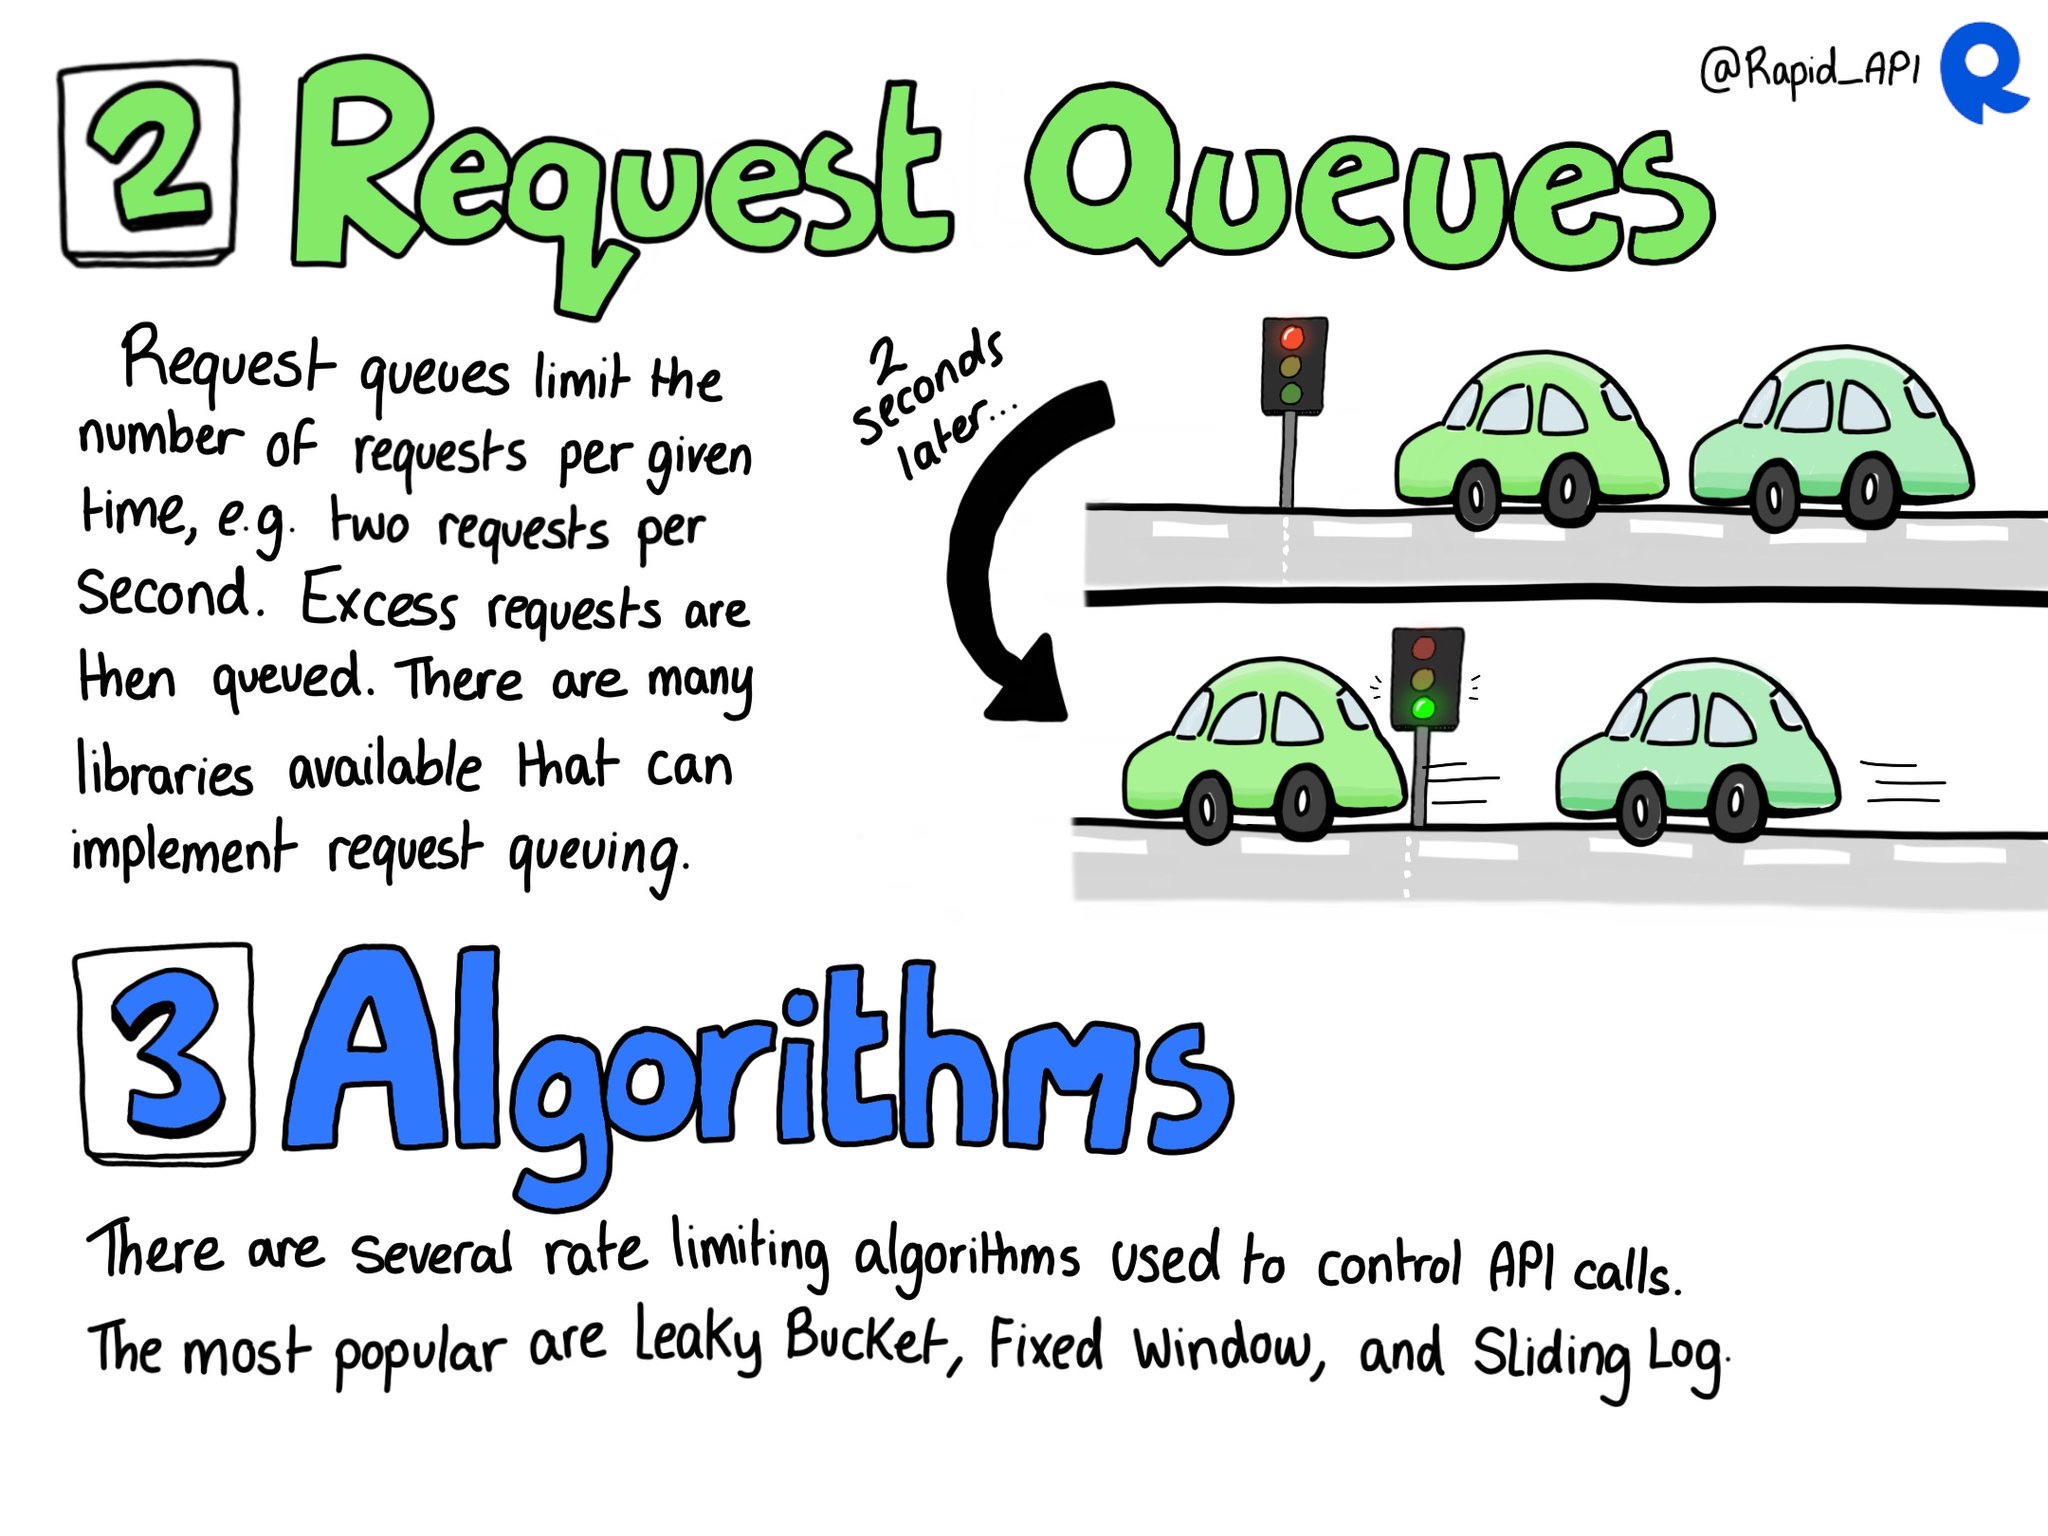 @Rapid_API
2 Request Queues
Request queues limit the
number of requests per given
time, e.g. two requests per
second. Excess requests are
then queued. There are many
libraries available that can
implement request queuing.
2
seconds
later...
3 Algorithms
There are several rate limiting algorithms used to control API calls.
The most popular are Leaky Bucket, Fixed Window, and Sliding Log.